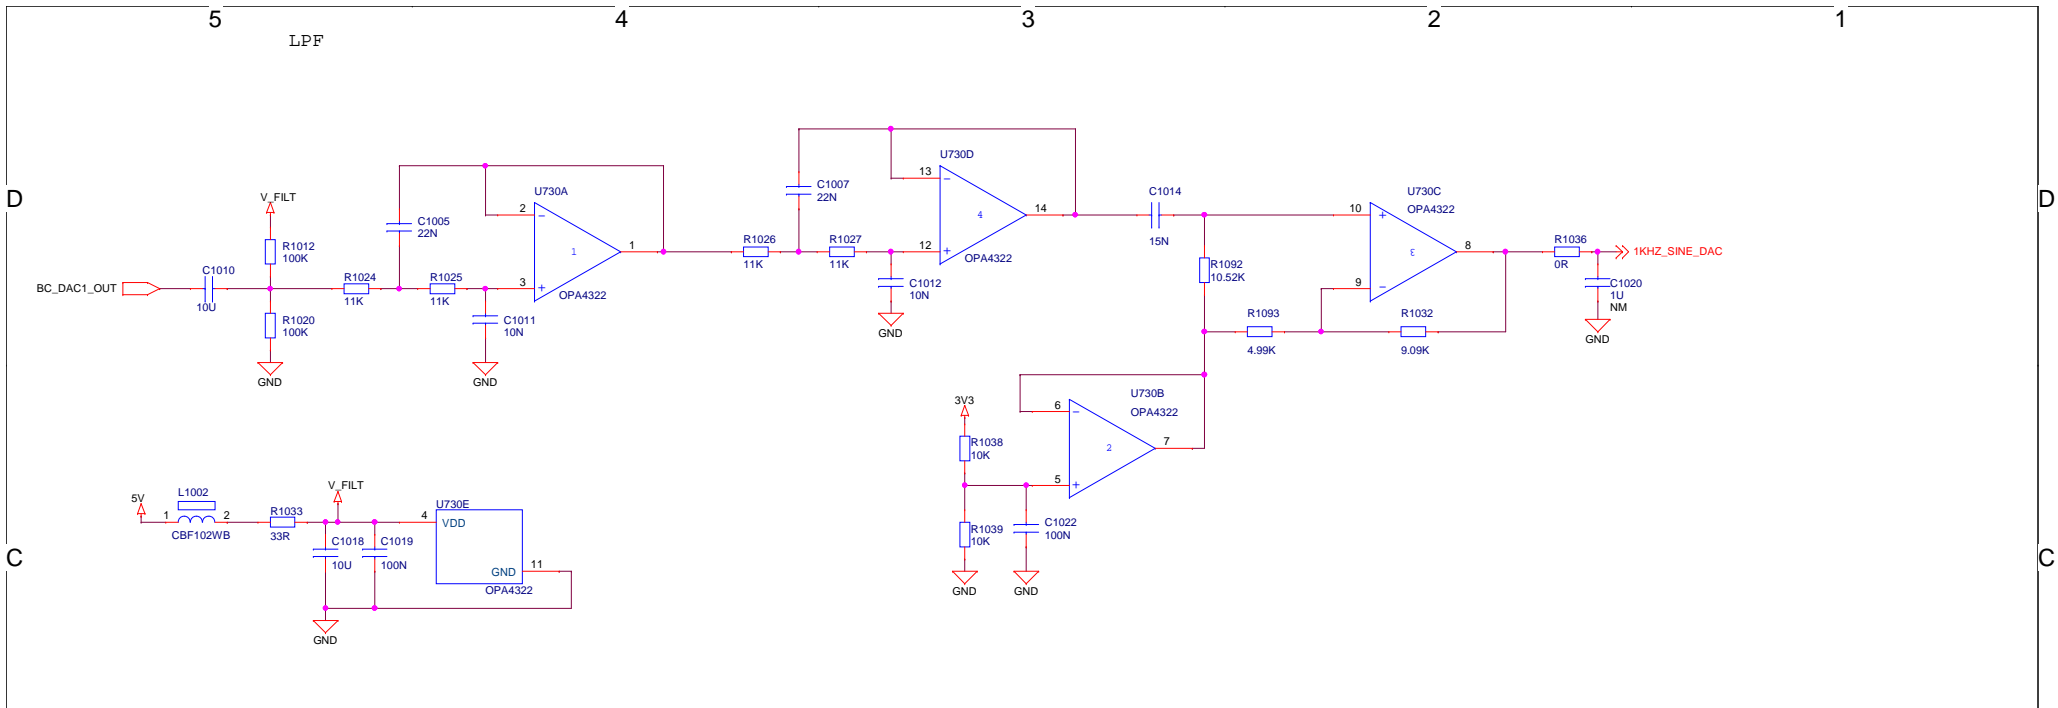 5 4 3 2 1
LPF
D D
V_FILT
R1012
100K
C1010
10U
BC_DAC1_OUT
R1020
100K
GND
R1024
11K
C1005
22N
R1025
11K
C1011
10N
GND
U730A
2
3
1
1
OPA4322
R1026
11K
C1007
22N
R1027
11K
C1012
10N
GND
U730D
13
12
4
14
OPA4322
C1014
15N
R1092
10.52K
U730C
OPA4322
10
9
3
8
R1093
4.99K
R1032
9.09K
R1036
0R
1KHZ_SINE_DAC
C1020
1U
NM
GND
U730B
OPA4322
6
5
2
7
3V3
R1038
10K
R1039
10K
GND
C1022
100N
GND
5V
L1002
1 2
CBF102WB
R1033
33R
V_FILT
C1018
10U
C1019
100N
GND
U730E
4
VDD
GND
11
OPA4322
C C